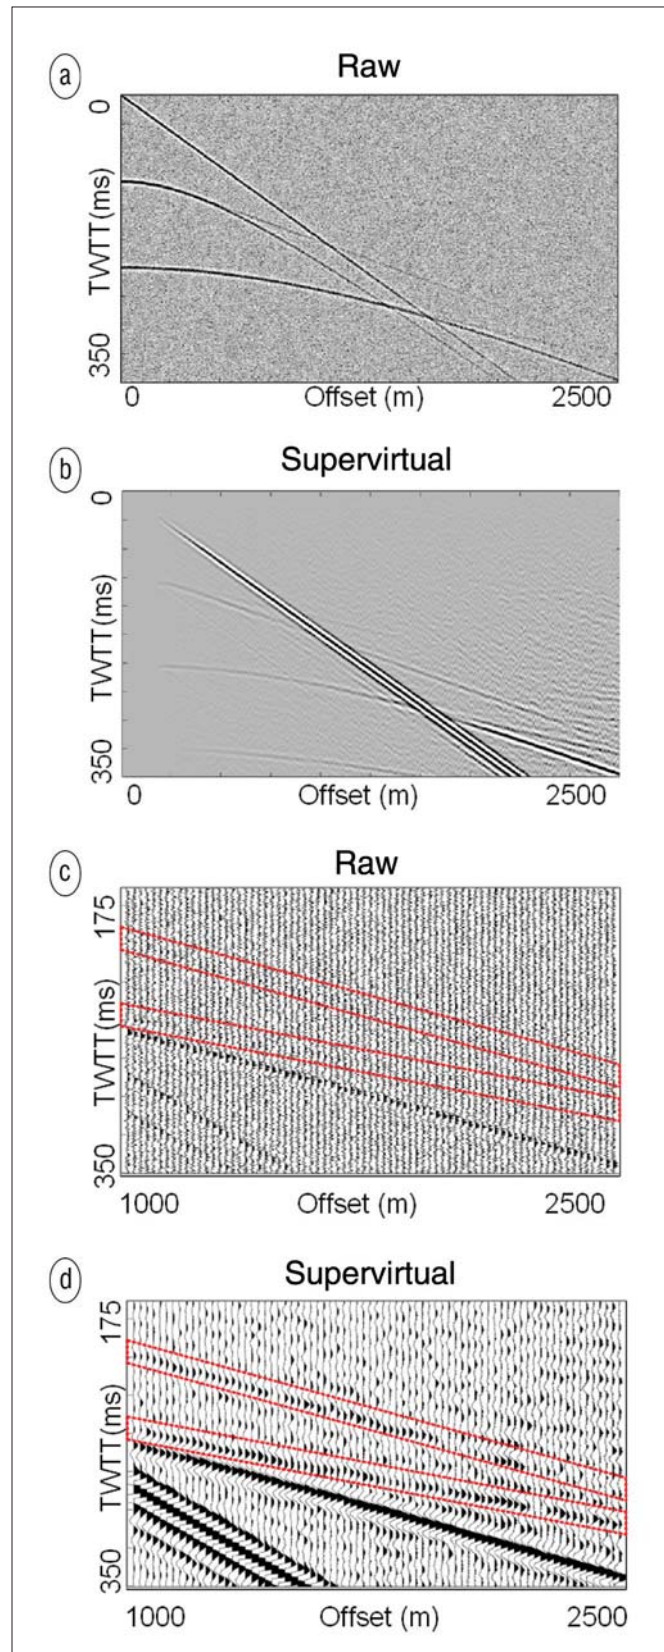 a
Raw
0
TWTT(ms)
350
0 Offset (m) 2500
b
Supervirtual
0
TWTT(ms)
350
0 Offset (m) 2500
c
Raw
175
TWTT(ms)
350
1000 Offset (m) 2500
d
Supervirtual
175
TWTT(ms)
350
1000 Offset (m) 2500